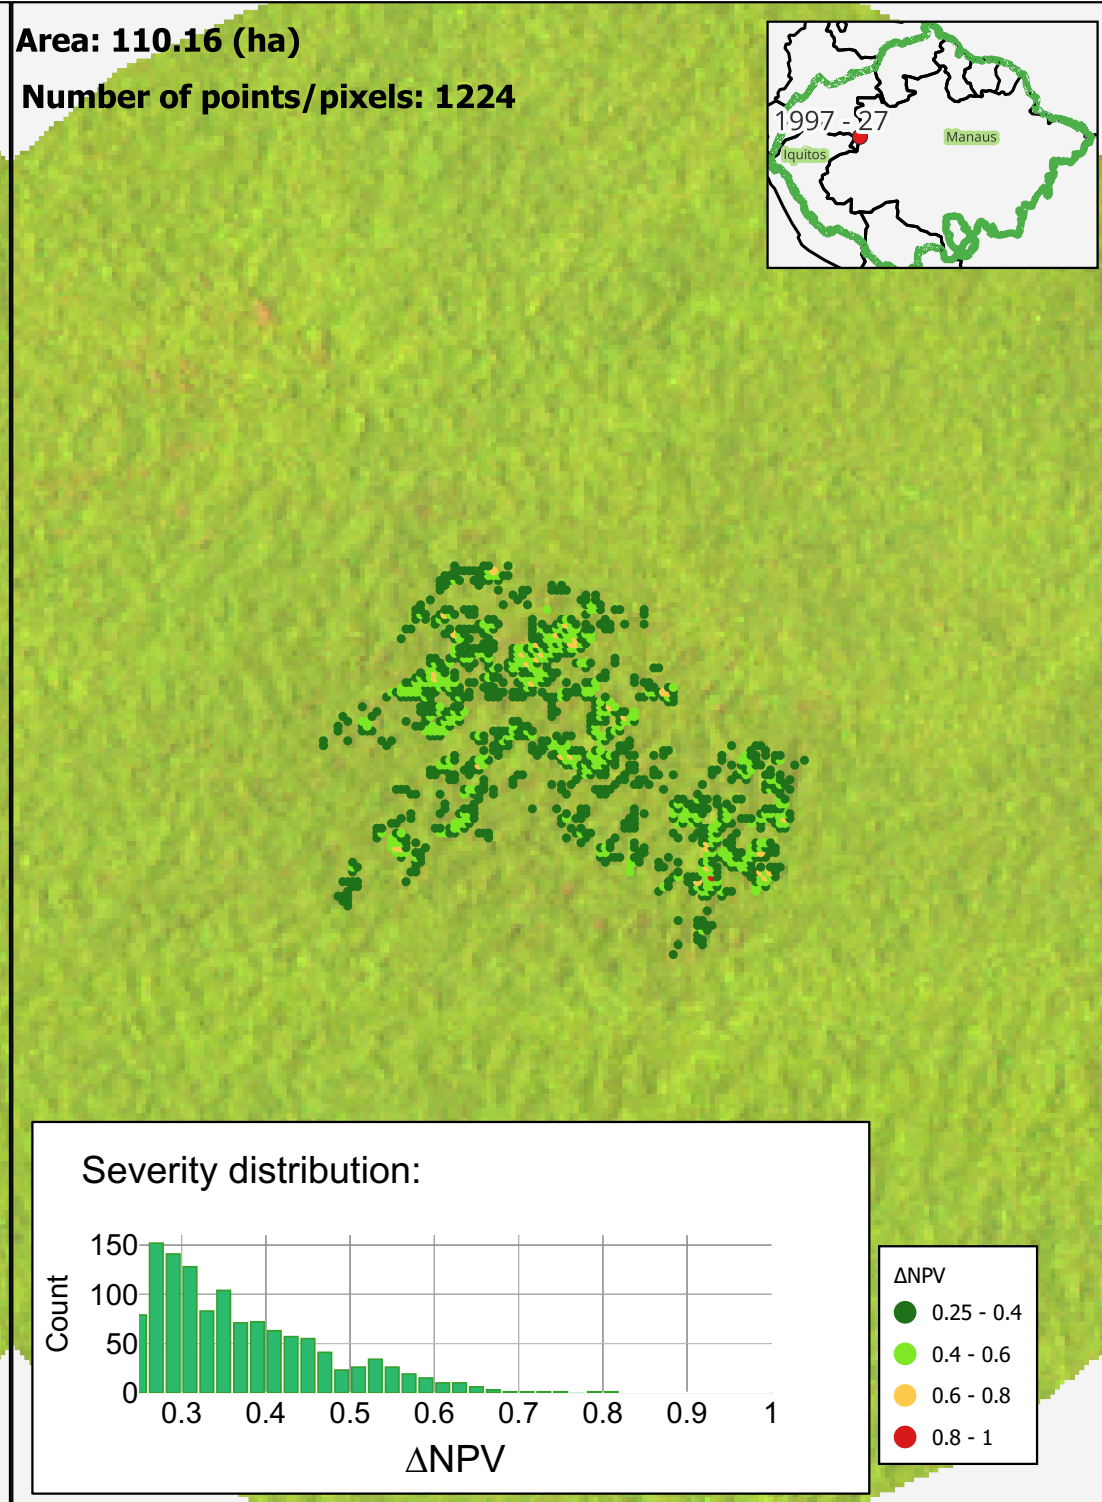 Area: 110.16 (ha)
Number of points/pixels: 1224
1997 - 27
Manaus
Iquitos
Severity distribution:
150
100
50
0
Count
0.3 0.4 0.5 0.6 0.7 0.8 0.9 1
ΔNPV
ΔNPV
0.25 - 0.4
0.4 - 0.6
0.6 - 0.8
0.8 - 1